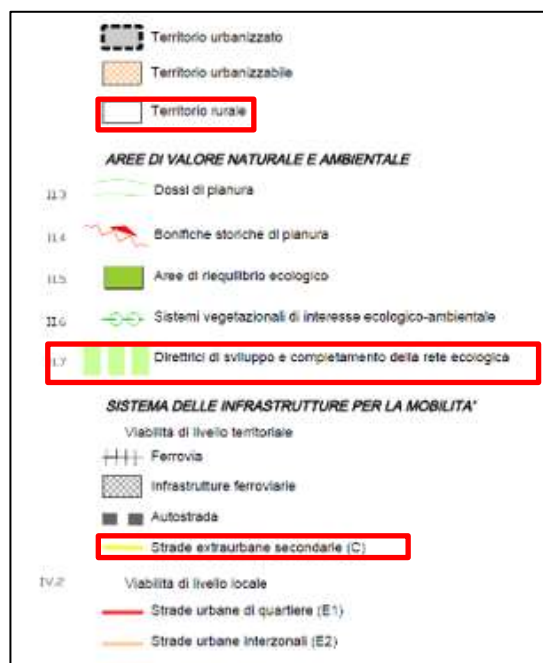 Territorio urbanizzato
Territorio urbanizzabile
Territorio rurale
AREE DI VALORE NATURALE E AMBIENTALE
II.3 Dossi di pianura
II.4 Bonifiche storiche di pianura
II.5 Aree di riequilibrio ecologico
II.6 Sistemi vegetazionali di interesse ecologico-ambientale
I.7 Direttrici di sviluppo e completamento della rete ecologica
SISTEMA DELLE INFRASTRUTTURE PER LA MOBILITA'
Viabilità di livello territoriale
Ferrovia
Infrastrutture ferroviarie
Autostrada
Strade extraurbane secondarie (C)
IV.2 Viabilità di livello locale
Strade urbane di quartiere (E1)
Strade urbane interzonali (E2)